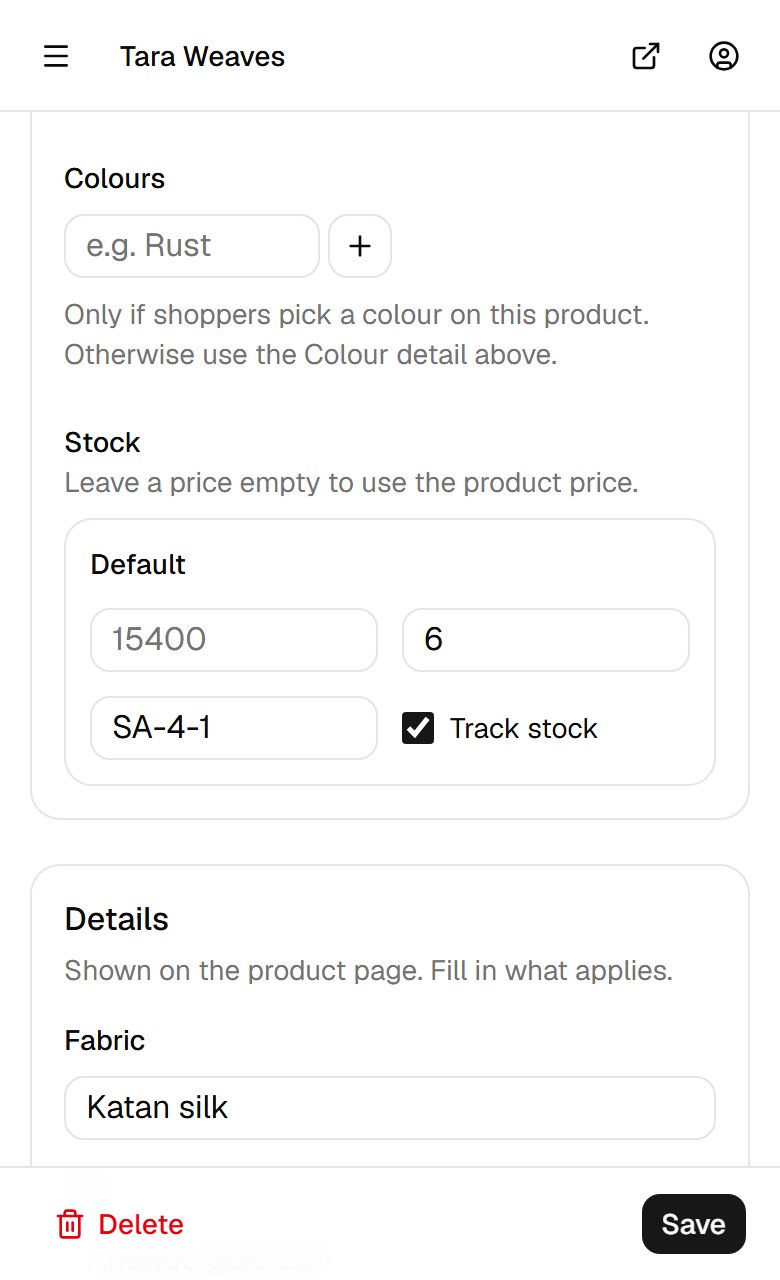 Tara Weaves
Colours
e.g. Rust
Only if shoppers pick a colour on this product.
Otherwise use the Colour detail above.
Stock
Leave a price empty to use the product price.
Default
15400
6
SA-4-1
Track stock
Details
Shown on the product page. Fill in what applies.
Fabric
Katan silk
Delete
Save